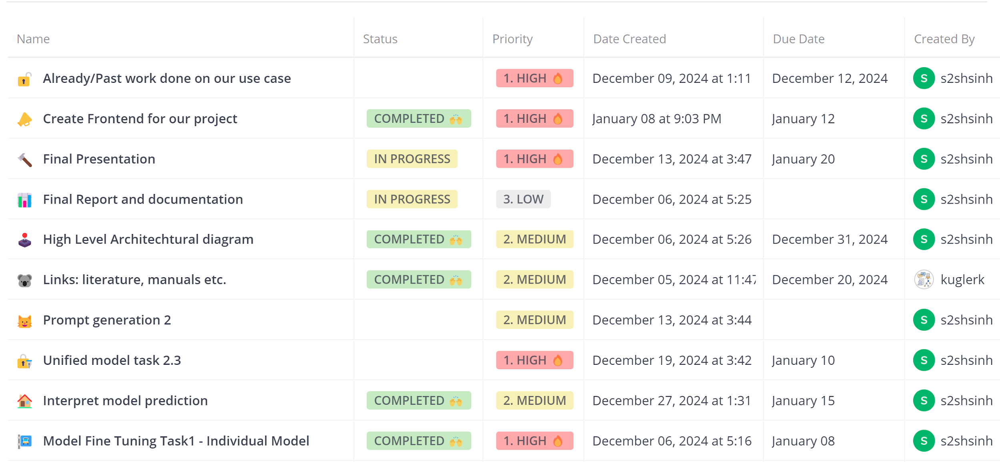 Name Status Priority Date Created Due Date Created By
Already/Past work done on our use case 1. HIGH 🔥 December 09, 2024 at 1:11 December 12, 2024 S s2shsinh
Create Frontend for our project COMPLETED 🙌 1. HIGH 🔥 January 08 at 9:03 PM January 12 S s2shsinh
Final Presentation IN PROGRESS 1. HIGH 🔥 December 13, 2024 at 3:47 January 20 S s2shsinh
Final Report and documentation IN PROGRESS 3. LOW December 06, 2024 at 5:25 S s2shsinh
High Level Architechtural diagram COMPLETED 🙌 2. MEDIUM December 06, 2024 at 5:26 December 31, 2024 S s2shsinh
Links: literature, manuals etc. COMPLETED 🙌 2. MEDIUM December 05, 2024 at 11:47 December 20, 2024 kuglerk
Prompt generation 2 2. MEDIUM December 13, 2024 at 3:44 S s2shsinh
Unified model task 2.3 1. HIGH 🔥 December 19, 2024 at 3:42 January 10 S s2shsinh
Interpret model prediction COMPLETED 🙌 2. MEDIUM December 27, 2024 at 1:31 January 15 S s2shsinh
Model Fine Tuning Task1 - Individual Model COMPLETED 🙌 1. HIGH 🔥 December 06, 2024 at 5:16 January 08 S s2shsinh